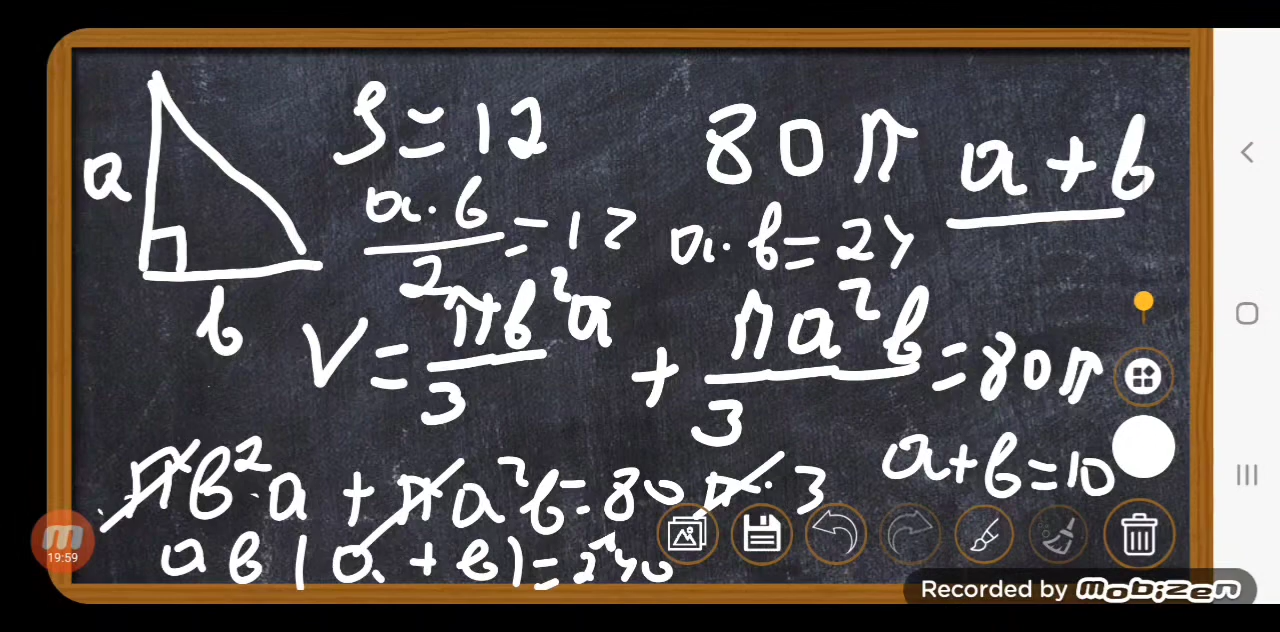 S=12
80π a+b
a
a·b/2=12 a·b=24
b
V=πb²a/3 + πa²b/3=80π
πb²·a + πa²b=80π·3 a+b=10
ab(a+b)=240
19:59
Recorded by MOBIZEN